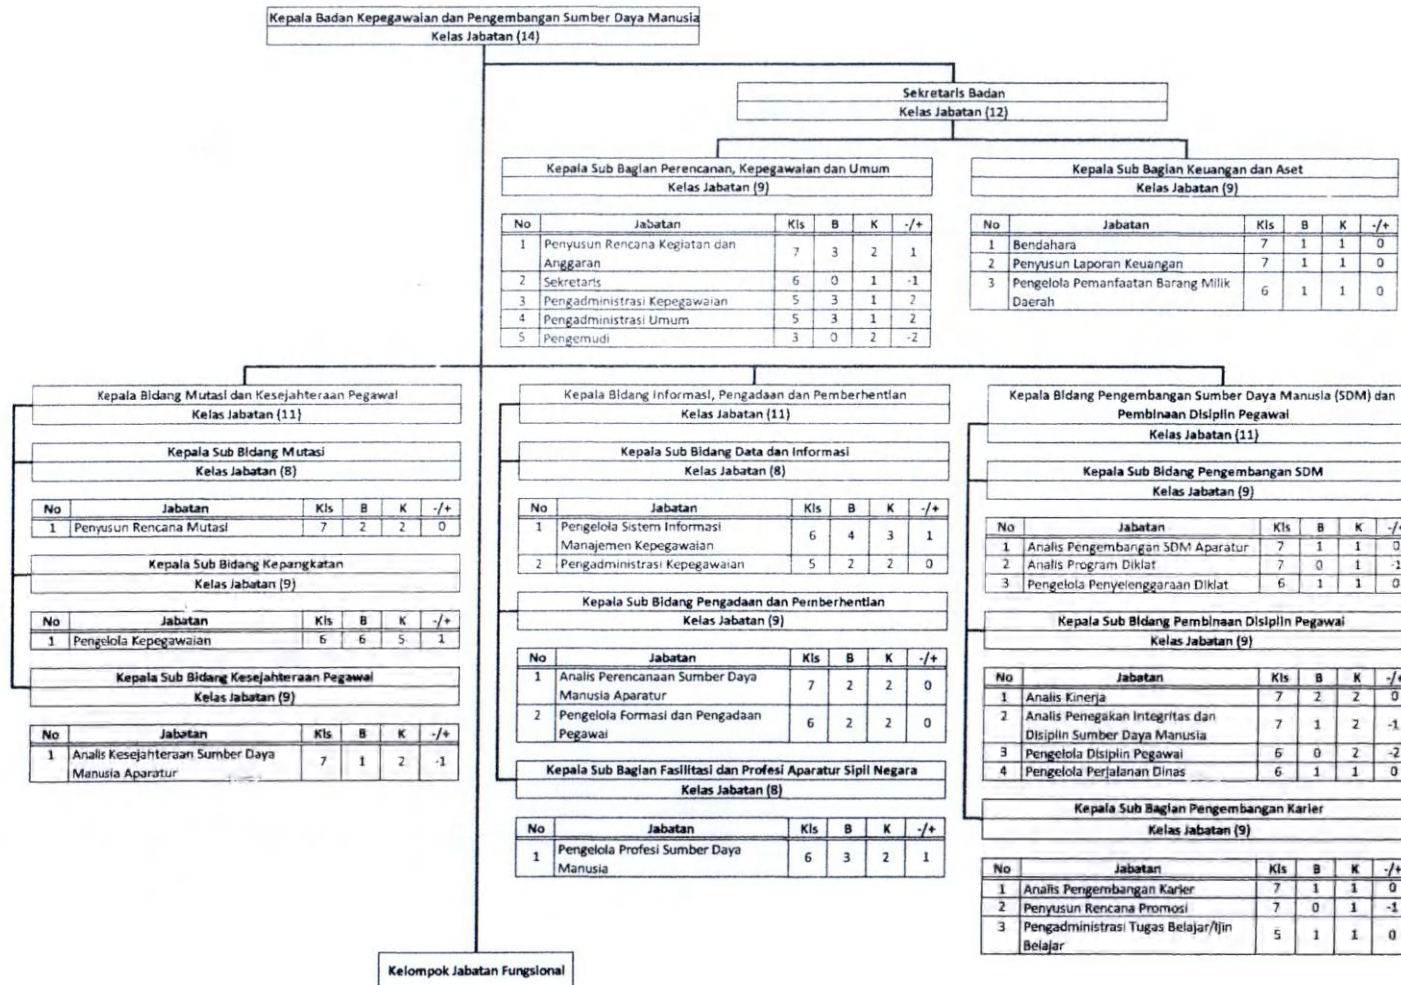 Kepala Badan Kepegawaian dan Pengembangan Sumber Daya Manusia
Kelas Jabatan (14)
Sekretaris Badan
Kelas Jabatan (12)
Kepala Sub Bagian Perencanan, Kepegawaian dan Umum
Kelas Jabatan (9)
No Jabatan Kls B K -/+
1 Penyusun Rencana Kegiatan dan
Anggaran 7 3 2 1
2 Sekretaris 6 0 1 -1
3 Pengadministrasi Kepegawaian 5 3 1 2
4 Pengadministrasi Umum 5 3 1 2
5 Pengemudi 3 0 2 -2
Kepala Sub Bagian Keuangan dan Aset
Kelas Jabatan (9)
No Jabatan Kls B K -/+
1 Bendahara 7 1 1 0
2 Penyusun Laporan Keuangan 7 1 1 0
3 Pengelola Pemanfaatan Barang Milik
Daerah 6 1 1 0
Kepala Bidang Mutasi dan Kesejahteraan Pegawai
Kelas Jabatan (11)
Kepala Sub Bidang Mutasi
Kelas Jabatan (8)
No Jabatan Kls B K -/+
1 Penyusun Rencana Mutasi 7 2 2 0
Kepala Sub Bidang Kepangkatan
Kelas Jabatan (9)
No Jabatan Kls B K -/+
1 Pengelola Kepegawaian 6 6 5 1
Kepala Sub Bidang Kesejahteraan Pegawai
Kelas Jabatan (9)
No Jabatan Kls B K -/+
1 Analis Kesejahteraan Sumber Daya
Manusia Aparatur 7 1 2 -1
Kepala Bidang Informasi, Pengadaan dan Pemberhentian
Kelas Jabatan (11)
Kepala Sub Bidang Data dan Informasi
Kelas Jabatan (8)
No Jabatan Kls B K -/+
1 Pengelola Sistem Informasi
Manajemen Kepegawaian 6 4 3 1
2 Pengadministrasi Kepegawaian 5 2 2 0
Kepala Sub Bidang Pengadaan dan Pemberhentian
Kelas Jabatan (9)
No Jabatan Kls B K -/+
1 Analis Perencanaan Sumber Daya
Manusia Aparatur 7 2 2 0
2 Pengelola Formasi dan Pengadaan
Pegawai 6 2 2 0
Kepala Sub Bagian Fasilitasi dan Profesi Aparatur Sipil Negara
Kelas Jabatan (8)
No Jabatan Kls B K -/+
1 Pengelola Profesi Sumber Daya
Manusia 6 3 2 1
Kepala Bidang Pengembangan Sumber Daya Manusia (SDM) dan
Pembinaan Disiplin Pegawai
Kelas Jabatan (11)
Kepala Sub Bidang Pengembangan SDM
Kelas Jabatan (9)
No Jabatan Kls B K -/+
1 Analis Pengembangan SDM Aparatur 7 1 1 0
2 Analis Program Diklat 7 0 1 -1
3 Pengelola Penyelenggaraan Diklat 6 1 1 0
Kepala Sub Bidang Pembinaan Disiplin Pegawai
Kelas Jabatan (9)
No Jabatan Kls B K -/+
1 Analis Kinerja 7 2 2 0
2 Analis Penegakan Integritas dan
Disiplin Sumber Daya Manusia 7 1 2 -1
3 Pengelola Disiplin Pegawai 6 0 2 -2
4 Pengelola Perjalanan Dinas 6 1 1 0
Kepala Sub Bagian Pengembangan Karier
Kelas Jabatan (9)
No Jabatan Kls B K -/+
1 Analis Pengembangan Karier 7 1 1 0
2 Penyusun Rencana Promosi 7 0 1 -1
3 Pengadministrasi Tugas Belajar/Ijin
Belajar 5 1 1 0
Kelompok Jabatan Fungsional